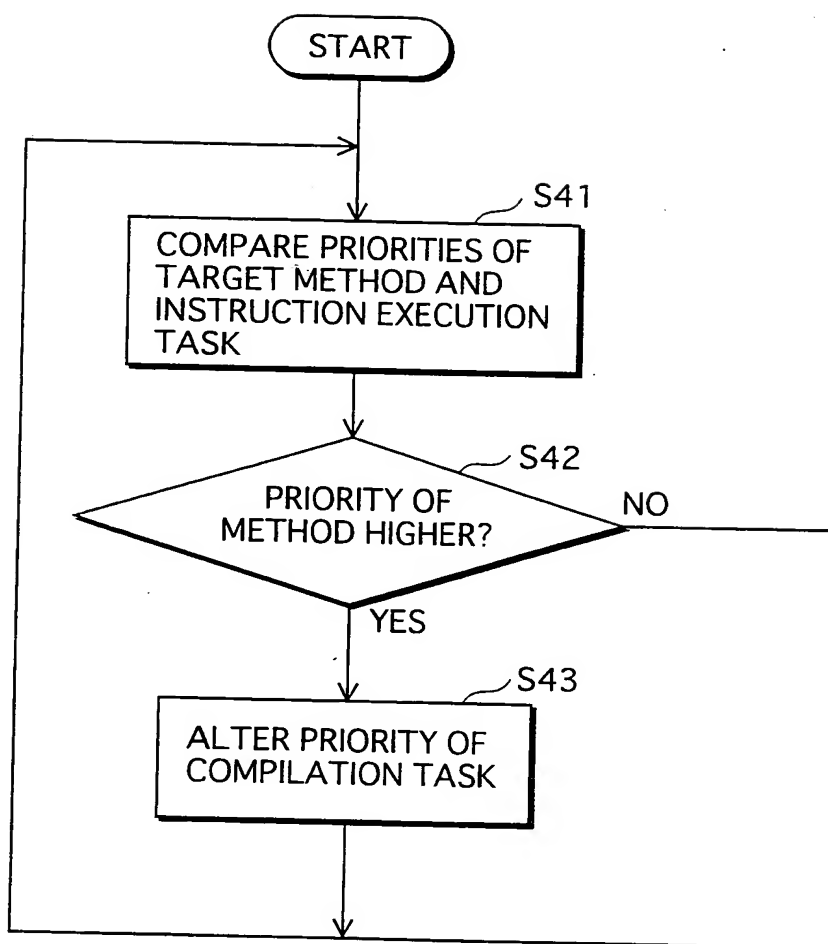 START
S41
COMPARE PRIORITIES OF
TARGET METHOD AND
INSTRUCTION EXECUTION
TASK
S42
PRIORITY OF
METHOD HIGHER?
NO
YES
S43
ALTER PRIORITY OF
COMPILATION TASK